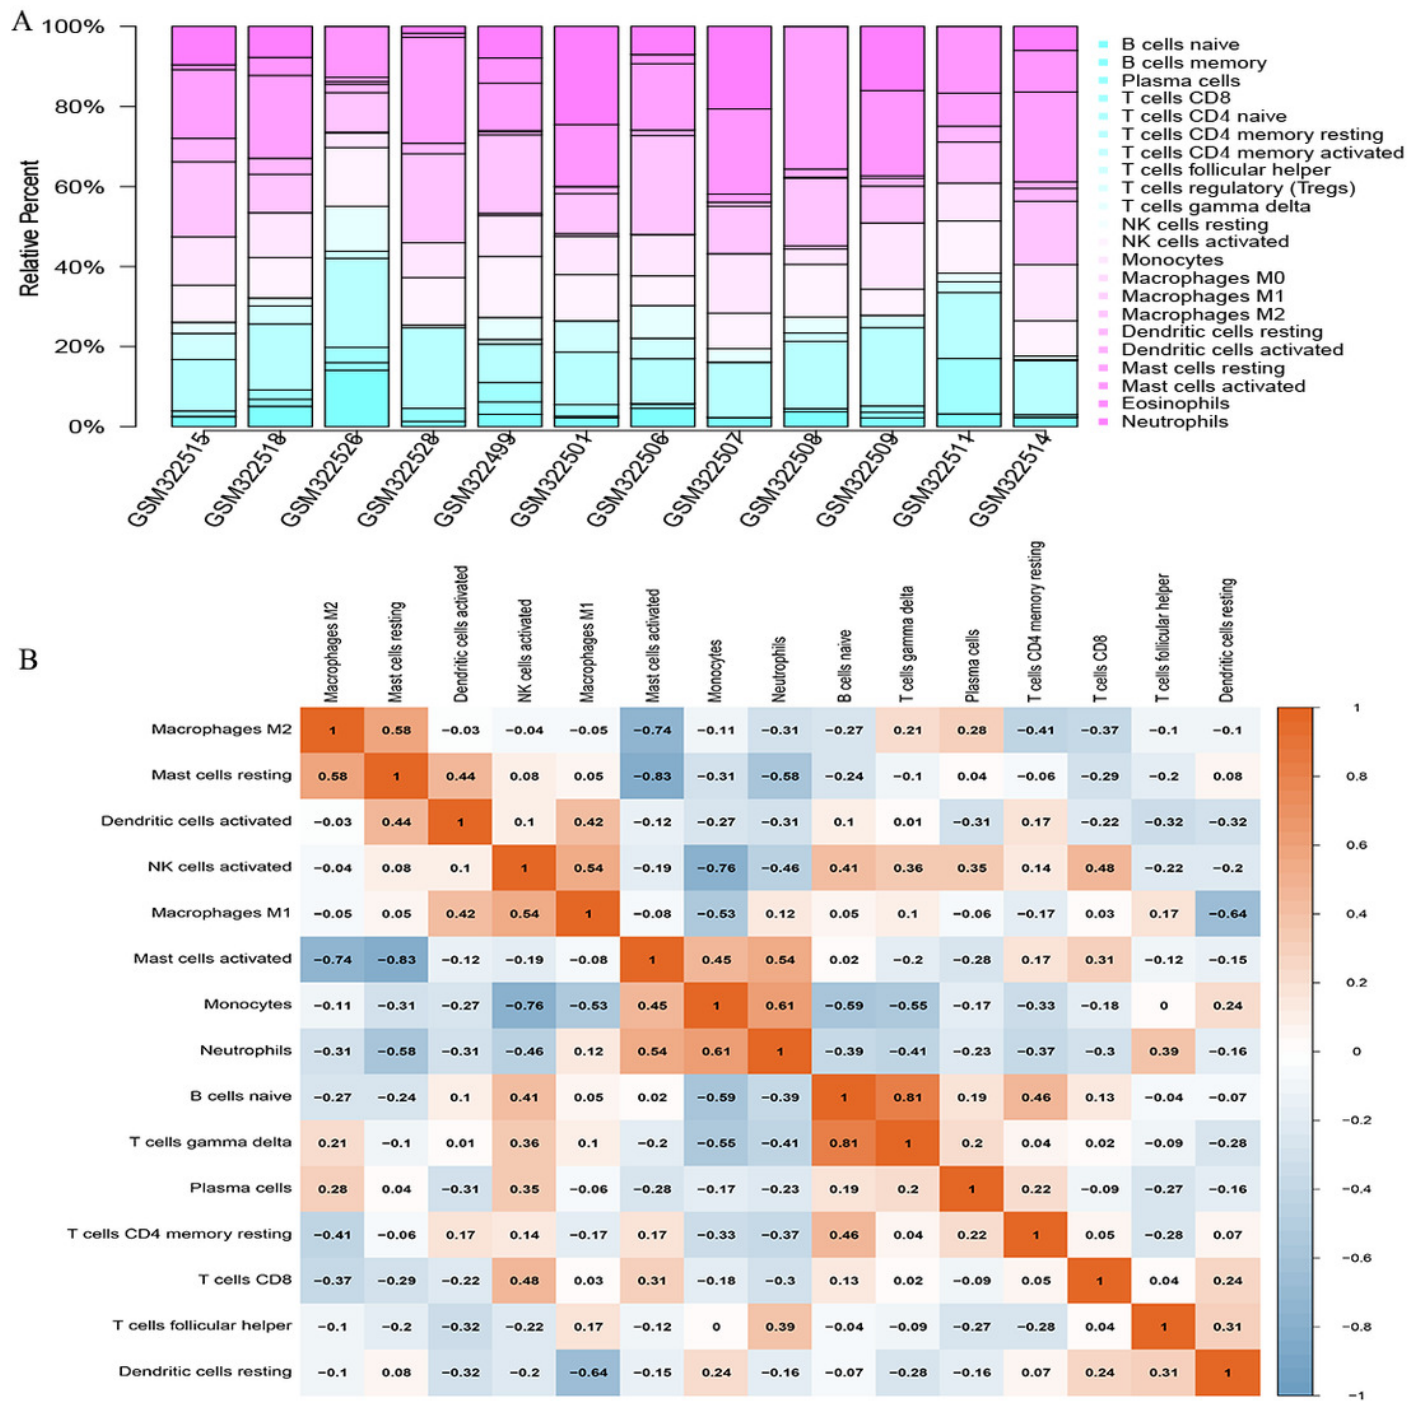 A
100%
80%
60%
40%
20%
0%
Relative Percent
GSM322515
GSM322518
GSM322526
GSM322528
GSM322499
GSM322501
GSM322506
GSM322507
GSM322508
GSM322509
GSM322511
GSM322514
B cells naive
B cells memory
Plasma cells
T cells CD8
T cells CD4 naive
T cells CD4 memory resting
T cells CD4 memory activated
T cells follicular helper
T cells regulatory (Tregs)
T cells gamma delta
NK cells resting
NK cells activated
Monocytes
Macrophages M0
Macrophages M1
Macrophages M2
Dendritic cells resting
Dendritic cells activated
Mast cells resting
Mast cells activated
Eosinophils
Neutrophils
B
Macrophages M2
Mast cells resting
Dendritic cells activated
NK cells activated
Macrophages M1
Mast cells activated
Monocytes
Neutrophils
B cells naive
T cells gamma delta
Plasma cells
T cells CD4 memory resting
T cells CD8
T cells follicular helper
Dendritic cells resting
Macrophages M2 1 0.58 −0.03 −0.04 −0.05 −0.74 −0.11 −0.31 −0.27 0.21 0.28 −0.41 −0.37 −0.1 −0.1
Mast cells resting 0.58 1 0.44 0.08 0.05 −0.83 −0.31 −0.58 −0.24 −0.1 0.04 −0.06 −0.29 −0.2 0.08
Dendritic cells activated −0.03 0.44 1 0.1 0.42 −0.12 −0.27 −0.31 0.1 0.01 −0.31 0.17 −0.22 −0.32 −0.32
NK cells activated −0.04 0.08 0.1 1 0.54 −0.19 −0.76 −0.46 0.41 0.36 0.35 0.14 0.48 −0.22 −0.2
Macrophages M1 −0.05 0.05 0.42 0.54 1 −0.08 −0.53 0.12 0.05 0.1 −0.06 −0.17 0.03 0.17 −0.64
Mast cells activated −0.74 −0.83 −0.12 −0.19 −0.08 1 0.45 0.54 0.02 −0.2 −0.28 0.17 0.31 −0.12 −0.15
Monocytes −0.11 −0.31 −0.27 −0.76 −0.53 0.45 1 0.61 −0.59 −0.55 −0.17 −0.33 −0.18 0 0.24
Neutrophils −0.31 −0.58 −0.31 −0.46 0.12 0.54 0.61 1 −0.39 −0.41 −0.23 −0.37 −0.3 0.39 −0.16
B cells naive −0.27 −0.24 0.1 0.41 0.05 0.02 −0.59 −0.39 1 0.81 0.19 0.46 0.13 −0.04 −0.07
T cells gamma delta 0.21 −0.1 0.01 0.36 0.1 −0.2 −0.55 −0.41 0.81 1 0.2 0.04 0.02 −0.09 −0.28
Plasma cells 0.28 0.04 −0.31 0.35 −0.06 −0.28 −0.17 −0.23 0.19 0.2 1 0.22 −0.09 −0.27 −0.16
T cells CD4 memory resting −0.41 −0.06 0.17 0.14 −0.17 0.17 −0.33 −0.37 0.46 0.04 0.22 1 0.05 −0.28 0.07
T cells CD8 −0.37 −0.29 −0.22 0.48 0.03 0.31 −0.18 −0.3 0.13 0.02 −0.09 0.05 1 0.04 0.24
T cells follicular helper −0.1 −0.2 −0.32 −0.22 0.17 −0.12 0 0.39 −0.04 −0.09 −0.27 −0.28 0.04 1 0.31
Dendritic cells resting −0.1 0.08 −0.32 −0.2 −0.64 −0.15 0.24 −0.16 −0.07 −0.28 −0.16 0.07 0.24 0.31 1
1
0.8
0.6
0.4
0.2
0
−0.2
−0.4
−0.6
−0.8
−1